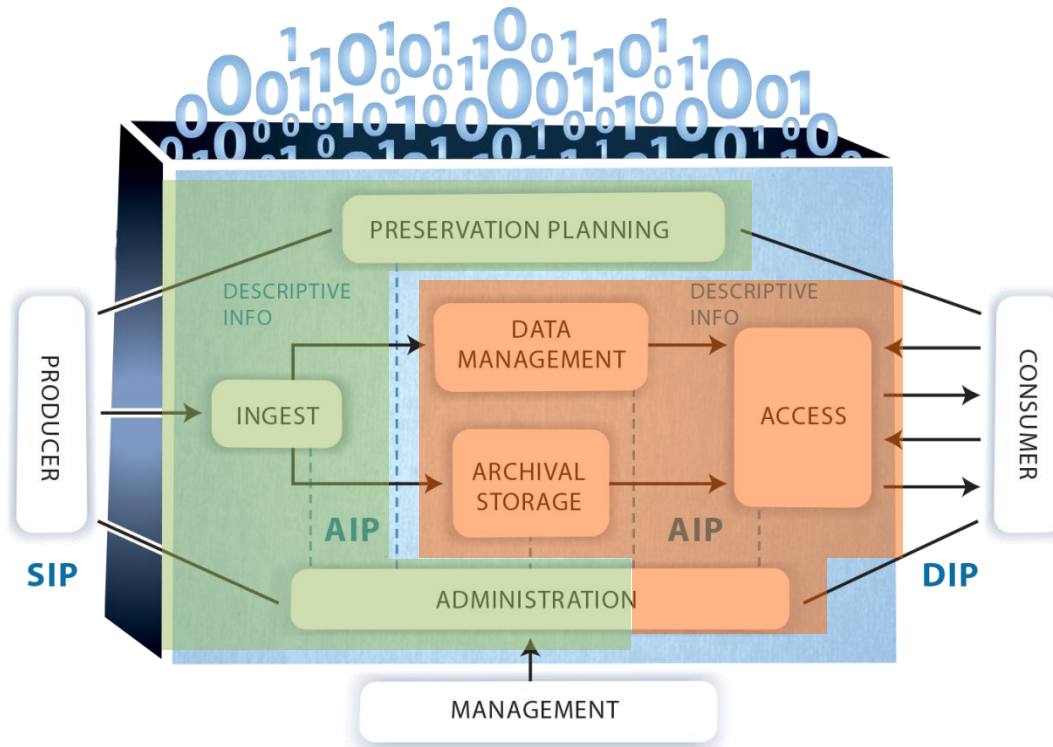 PRESERVATION PLANNING
DESCRIPTIVE
INFO
DESCRIPTIVE
INFO
DATA
MANAGEMENT
PRODUCER
INGEST
ACCESS
CONSUMER
ARCHIVAL
STORAGE
AIP
AIP
SIP
DIP
ADMINISTRATION
MANAGEMENT